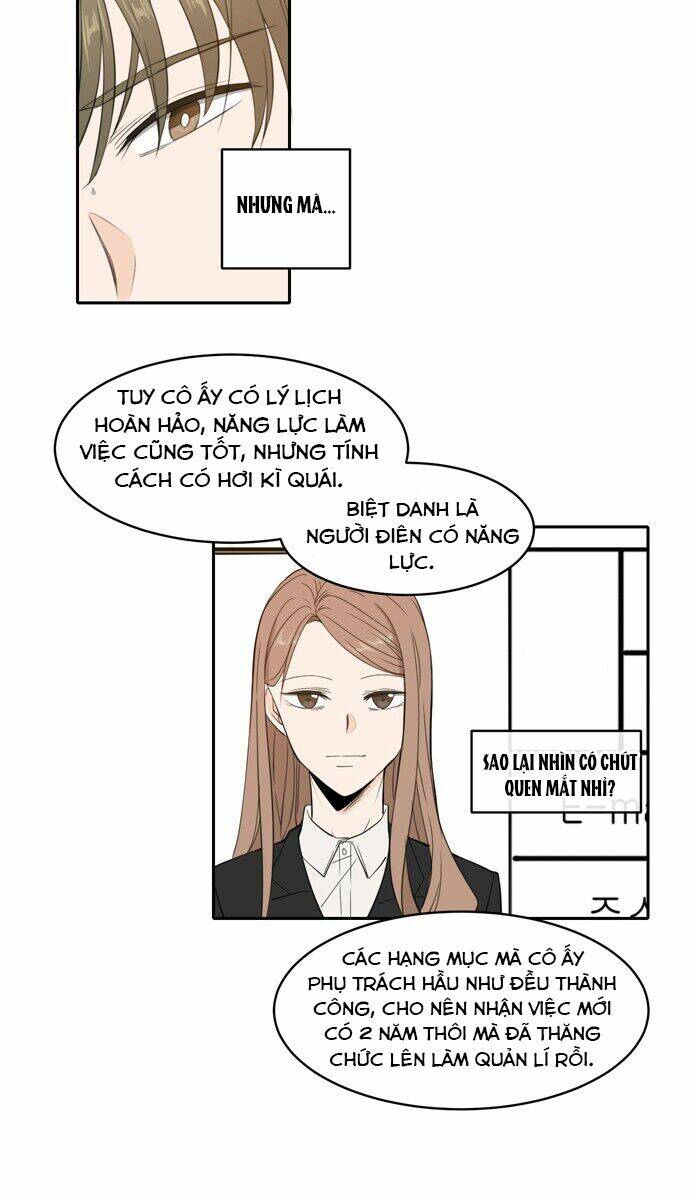 NHƯNG MÀ...
TUY CÔ ẤY CÓ LÝ LỊCH
HOÀN HẢO, NĂNG LỰC LÀM
VIỆC CŨNG TỐT, NHƯNG TÍNH
CÁCH CÓ HƠI KÌ QUÁI.
BIỆT DANH LÀ
NGƯỜI ĐIÊN CÓ NĂNG
LỰC.
SAO LẠI NHÌN CÓ CHÚT
QUEN MẮT NHỈ?
E-ma
주소
CÁC HẠNG MỤC MÀ CÔ ẤY
PHỤ TRÁCH HẦU NHƯ ĐỀU THÀNH
CÔNG, CHO NÊN NHẬN VIỆC MỚI
CÓ 2 NĂM THÔI MÀ ĐÃ THĂNG
CHỨC LÊN LÀM QUẢN LÍ RỒI.